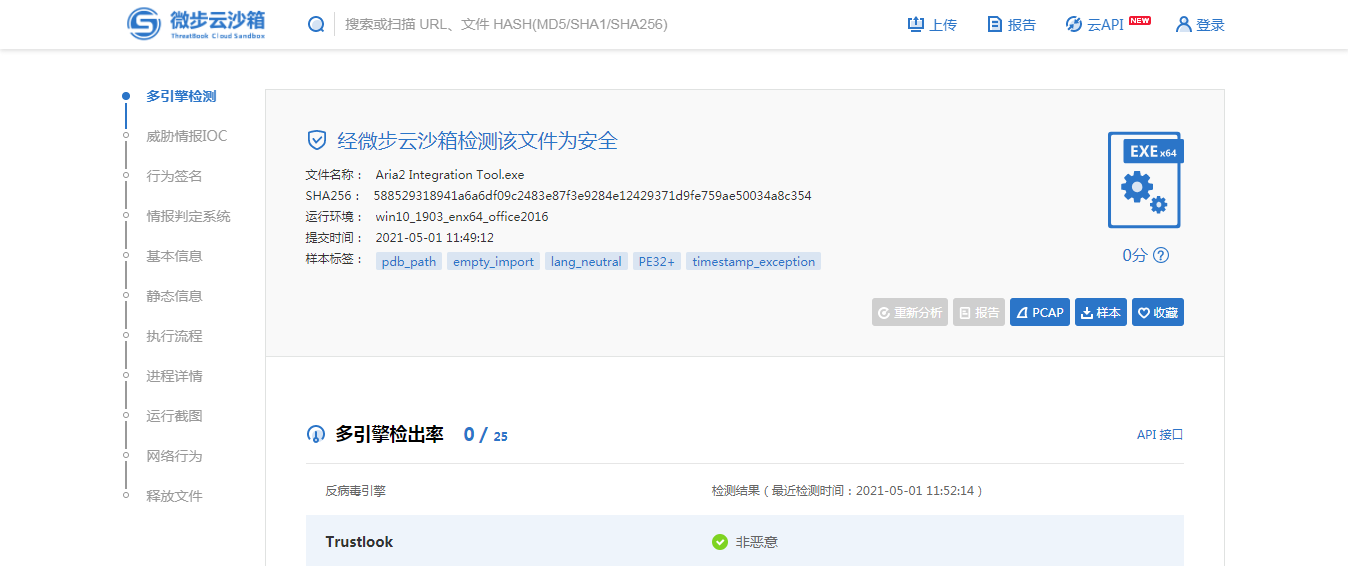 微步云沙箱
ThreatBook Cloud Sandbox
搜索或扫描 URL、文件 HASH(MD5/SHA1/SHA256)
上传
报告
云API NEW
登录
多引擎检测
威胁情报IOC
行为签名
情报判定系统
基本信息
静态信息
执行流程
进程详情
运行截图
网络行为
释放文件
经微步云沙箱检测该文件为安全
文件名称： Aria2 Integration Tool.exe
SHA256： 588529318941a6a6df09c2483e87f3e9284e12429371d9fe759ae50034a8c354
运行环境： win10_1903_enx64_office2016
提交时间： 2021-05-01 11:49:12
样本标签： pdb_path empty_import lang_neutral PE32+ timestamp_exception
EXE x64
0分
重新分析 报告 PCAP 样本 收藏
多引擎检出率 0 / 25
API 接口
反病毒引擎 检测结果（最近检测时间：2021-05-01 11:52:14）
Trustlook 非恶意